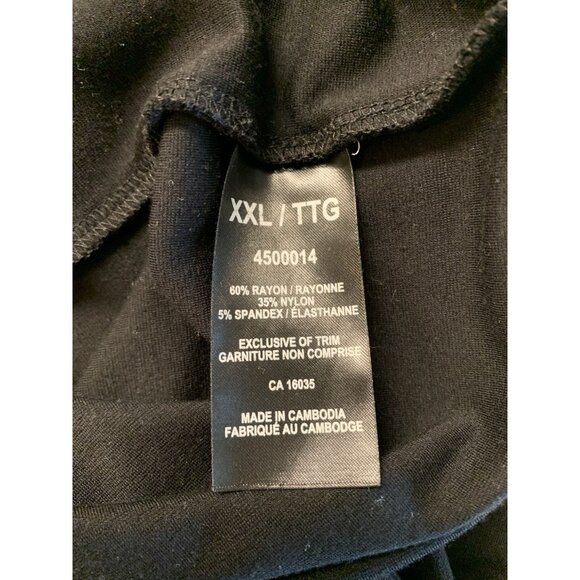 XXL / TTG
4500014
60% RAYON / RAYONNE
35% NYLON
5% SPANDEX / ÉLASTHANNE
EXCLUSIVE OF TRIM
GARNITURE NON COMPRISE
CA 16035
MADE IN CAMBODIA
FABRIQUÉ AU CAMBODGE